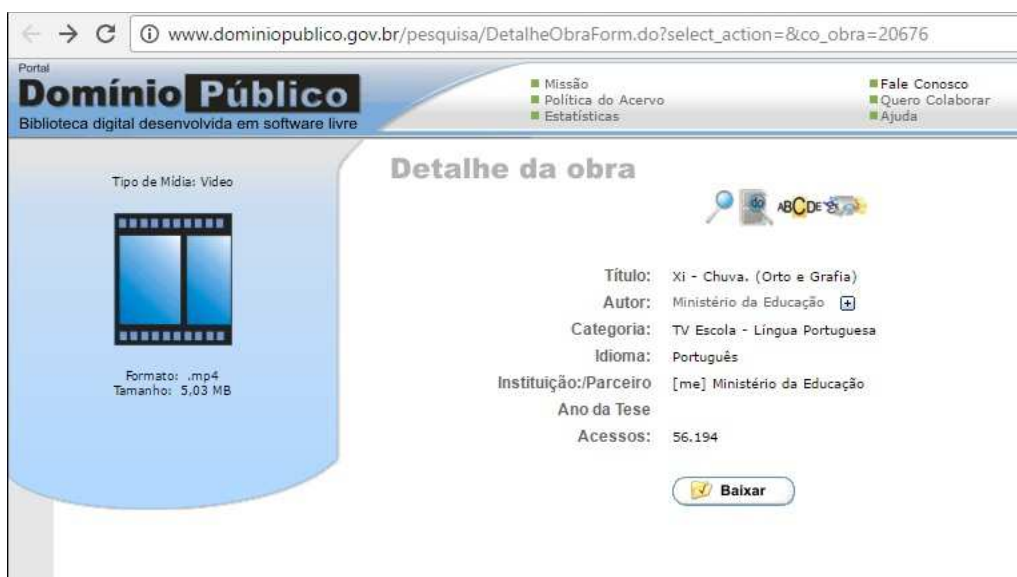 www.dominiopublico.gov.br/pesquisa/DetalheObraForm.do?select_action=&co_obra=20676
Portal
Domínio Público
Biblioteca digital desenvolvida em software livre
Missão
Política do Acervo
Estatísticas
Fale Conosco
Quero Colaborar
Ajuda
Tipo de Mídia: Video
Formato: .mp4
Tamanho: 5,03 MB
Detalhe da obra
ABCDE
Título: Xi - Chuva. (Orto e Grafia)
Autor: Ministério da Educação
Categoria: TV Escola - Língua Portuguesa
Idioma: Português
Instituição:/Parceiro [me] Ministério da Educação
Ano da Tese
Acessos: 56.194
Baixar